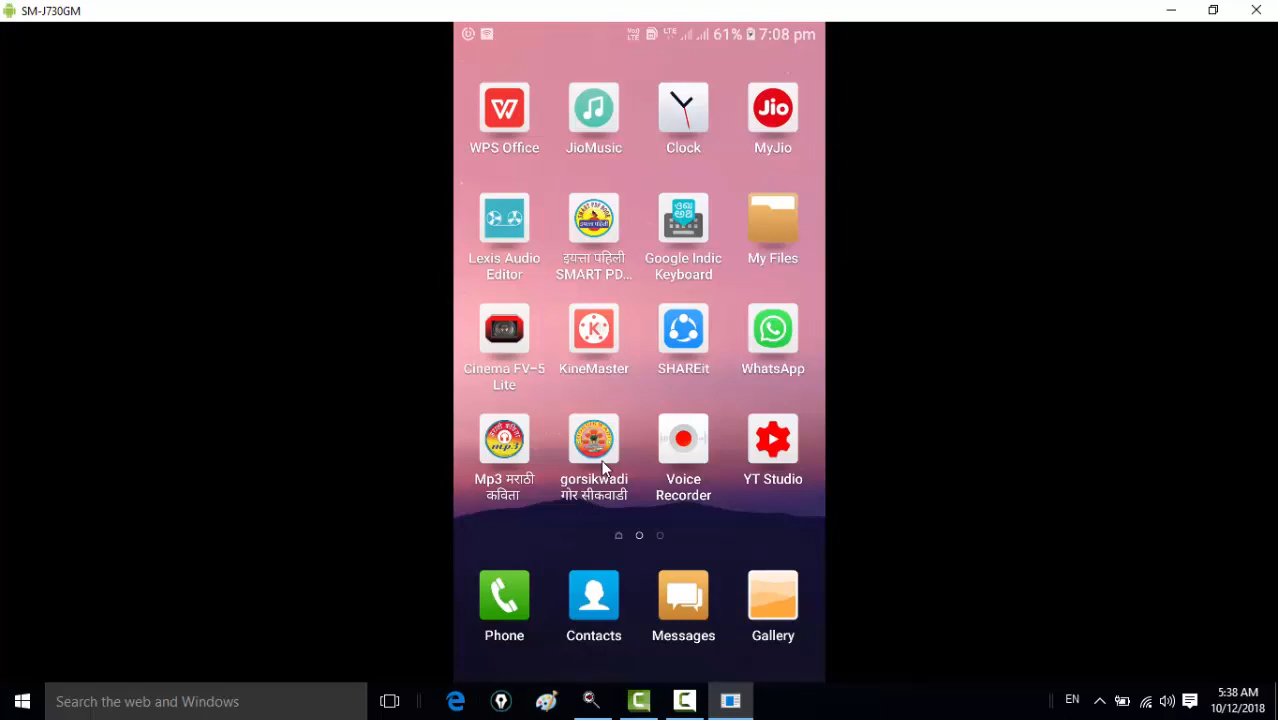 SM-J730GM
LTE 61% 7:08 pm
WPS Office
JioMusic
Clock
Jio
MyJio
Lexis Audio
Editor
इयत्ता पहिली
SMART PD...
Google Indic
Keyboard
My Files
Cinema FV-5
Lite
KineMaster
SHAREit
WhatsApp
Mp3 मराठी
कविता
gorsikwadi
गोर सीकवाडी
Voice
Recorder
YT Studio
Phone
Contacts
Messages
Gallery
Search the web and Windows
EN
5:38 AM
10/12/2018